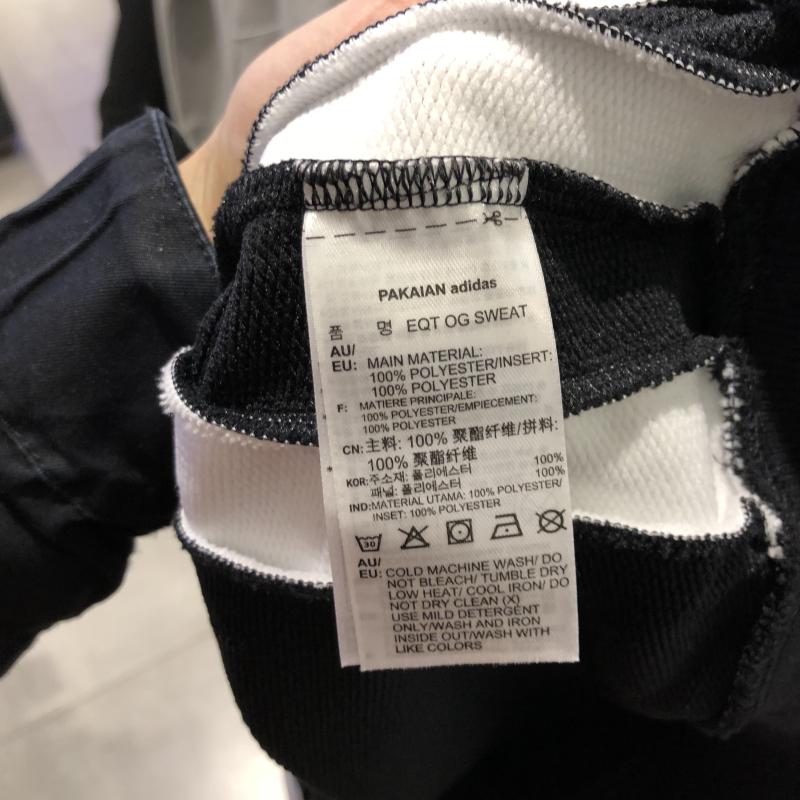 PAKAIAN adidas
품 명 EQT OG SWEAT
AU/
EU: MAIN MATERIAL:
100% POLYESTER/INSERT:
100% POLYESTER
F: MATIERE PRINCIPALE:
100% POLYESTER/EMPIECEMENT:
100% POLYESTER
CN: 主料: 100% 聚酯纤维/拼料:
100% 聚酯纤维
KOR: 주소재: 폴리에스터 100%
패널: 폴리에스터 100%
IND: MATERIAL UTAMA: 100% POLYESTER/
INSET: 100% POLYESTER
30
AU/
EU: COLD MACHINE WASH/ DO
NOT BLEACH/ TUMBLE DRY
LOW HEAT/ COOL IRON/ DO
NOT DRY CLEAN (X)
USE MILD DETERGENT
ONLY/WASH AND IRON
INSIDE OUT/WASH WITH
LIKE COLORS